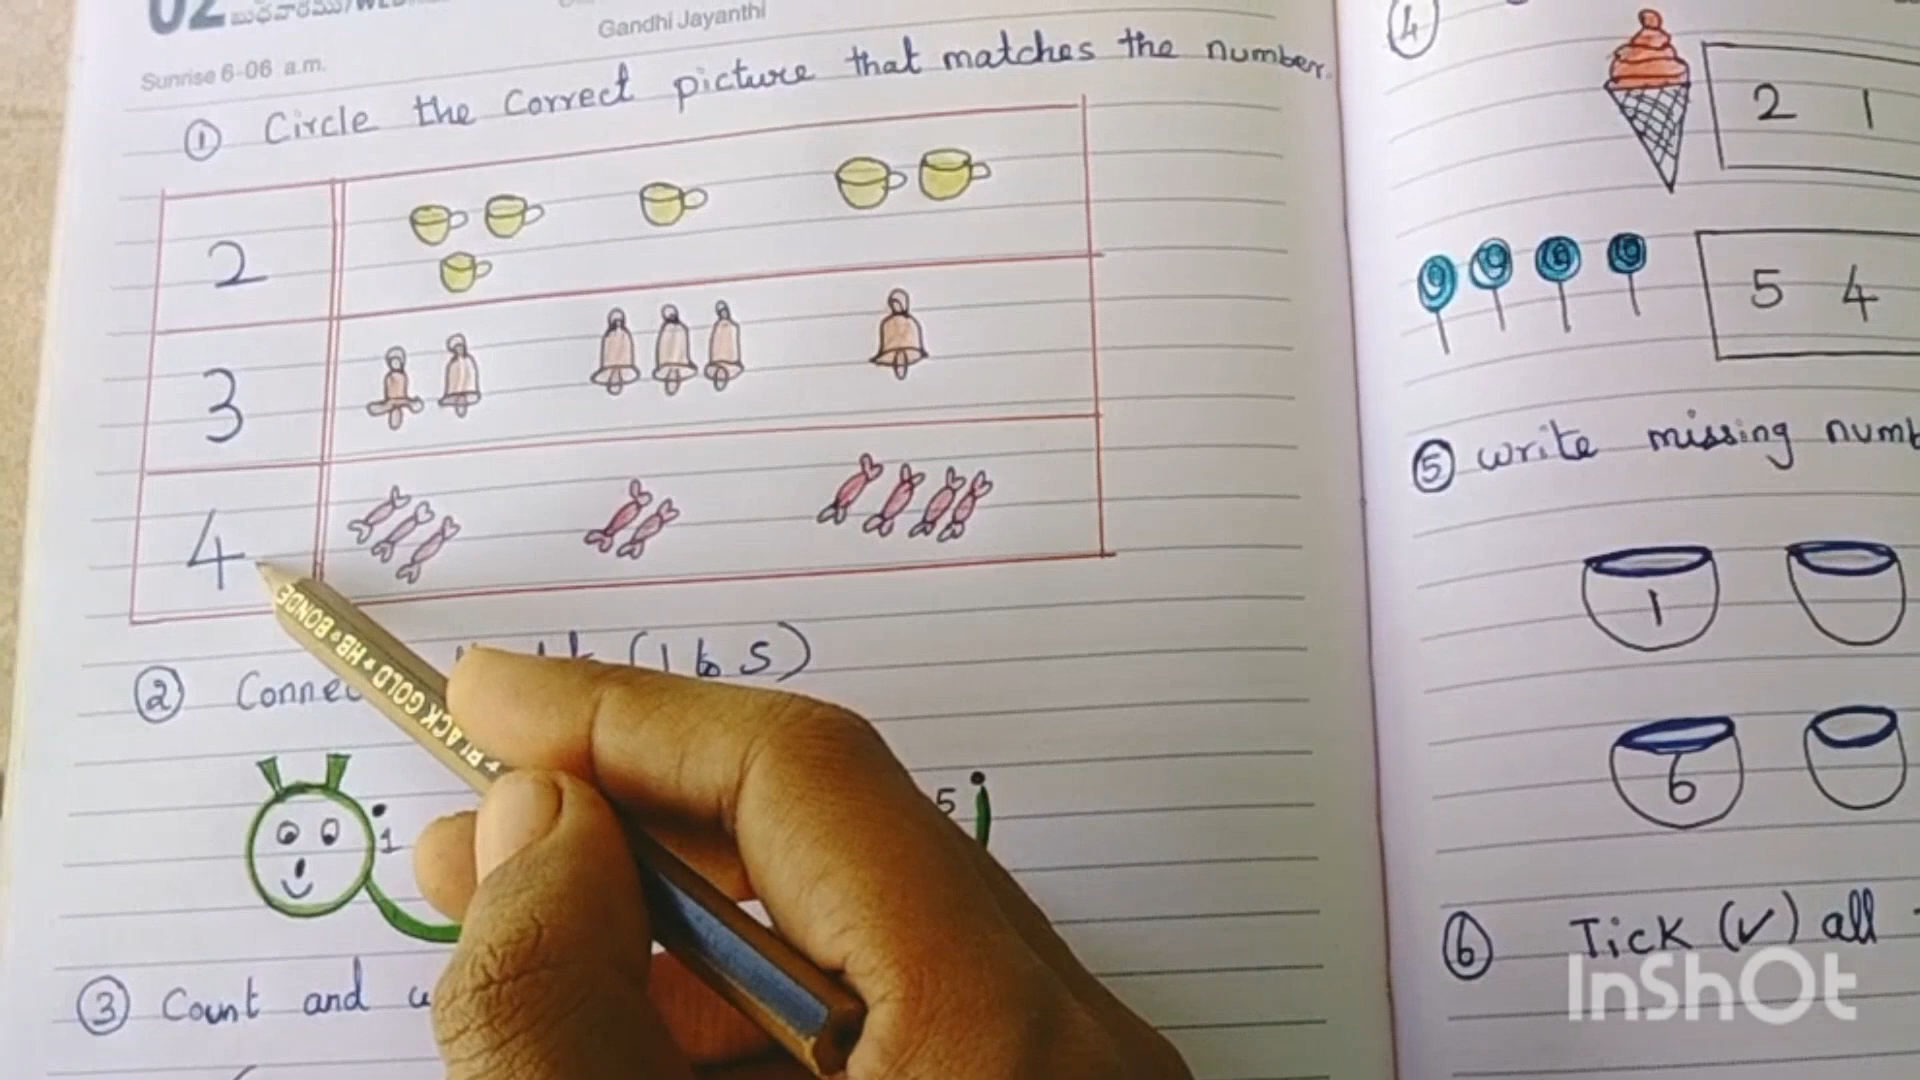 02
Gandhi Jayanthi
Sunrise 6-06 a.m.
① Circle the correct picture that matches the number.
2
3
4
② (1 to 5)
1
5
③ Count and
BLACK GOLD HB BONDE
4
2 1
5 4
⑤ write missing
1
6
⑥ Tick (✓) all
InShOt